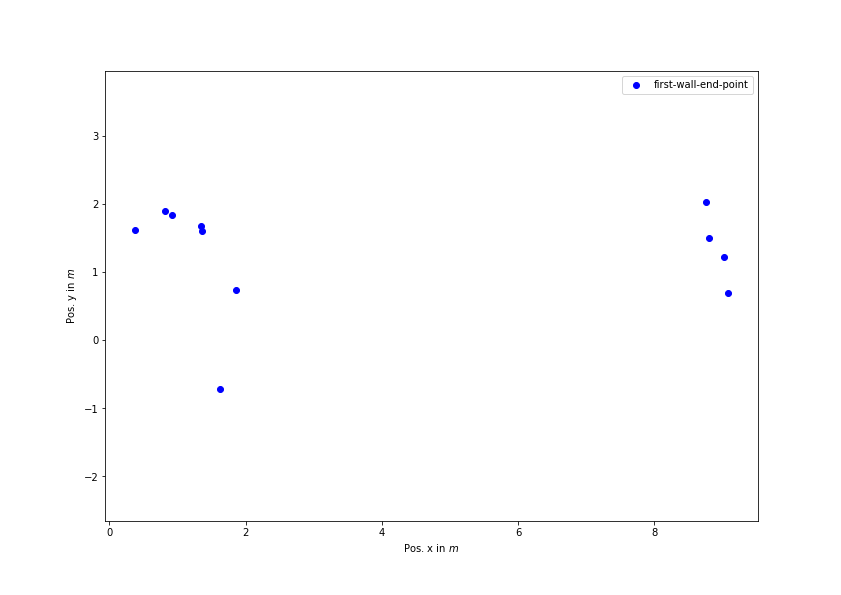 first-wall-end-point
3
2
1
0
−1
−2
Pos. y in m
0 2 4 6 8
Pos. x in m